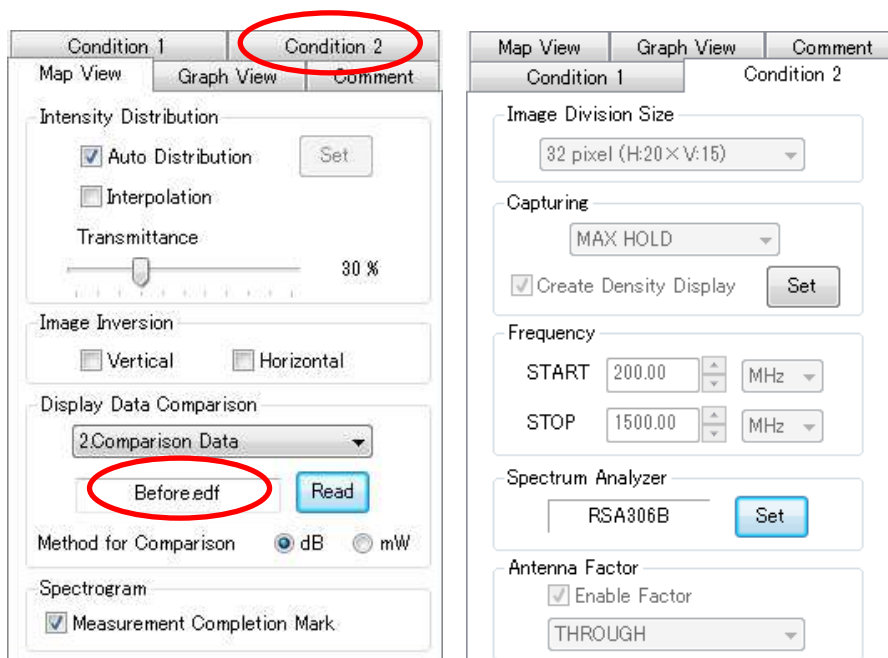 Condition 1 Condition 2
Map View Graph View Comment
Intensity Distribution
Auto Distribution Set
Interpolation
Transmittance
30 %
Image Inversion
Vertical Horizontal
Display Data Comparison
2.Comparison Data
Before.edf Read
Method for Comparison dB mW
Spectrogram
Measurement Completion Mark
Map View Graph View Comment
Condition 1 Condition 2
Image Division Size
32 pixel (H:20×V:15)
Capturing
MAX HOLD
Create Density Display Set
Frequency
START 200.00 MHz
STOP 1500.00 MHz
Spectrum Analyzer
RSA306B Set
Antenna Factor
Enable Factor
THROUGH